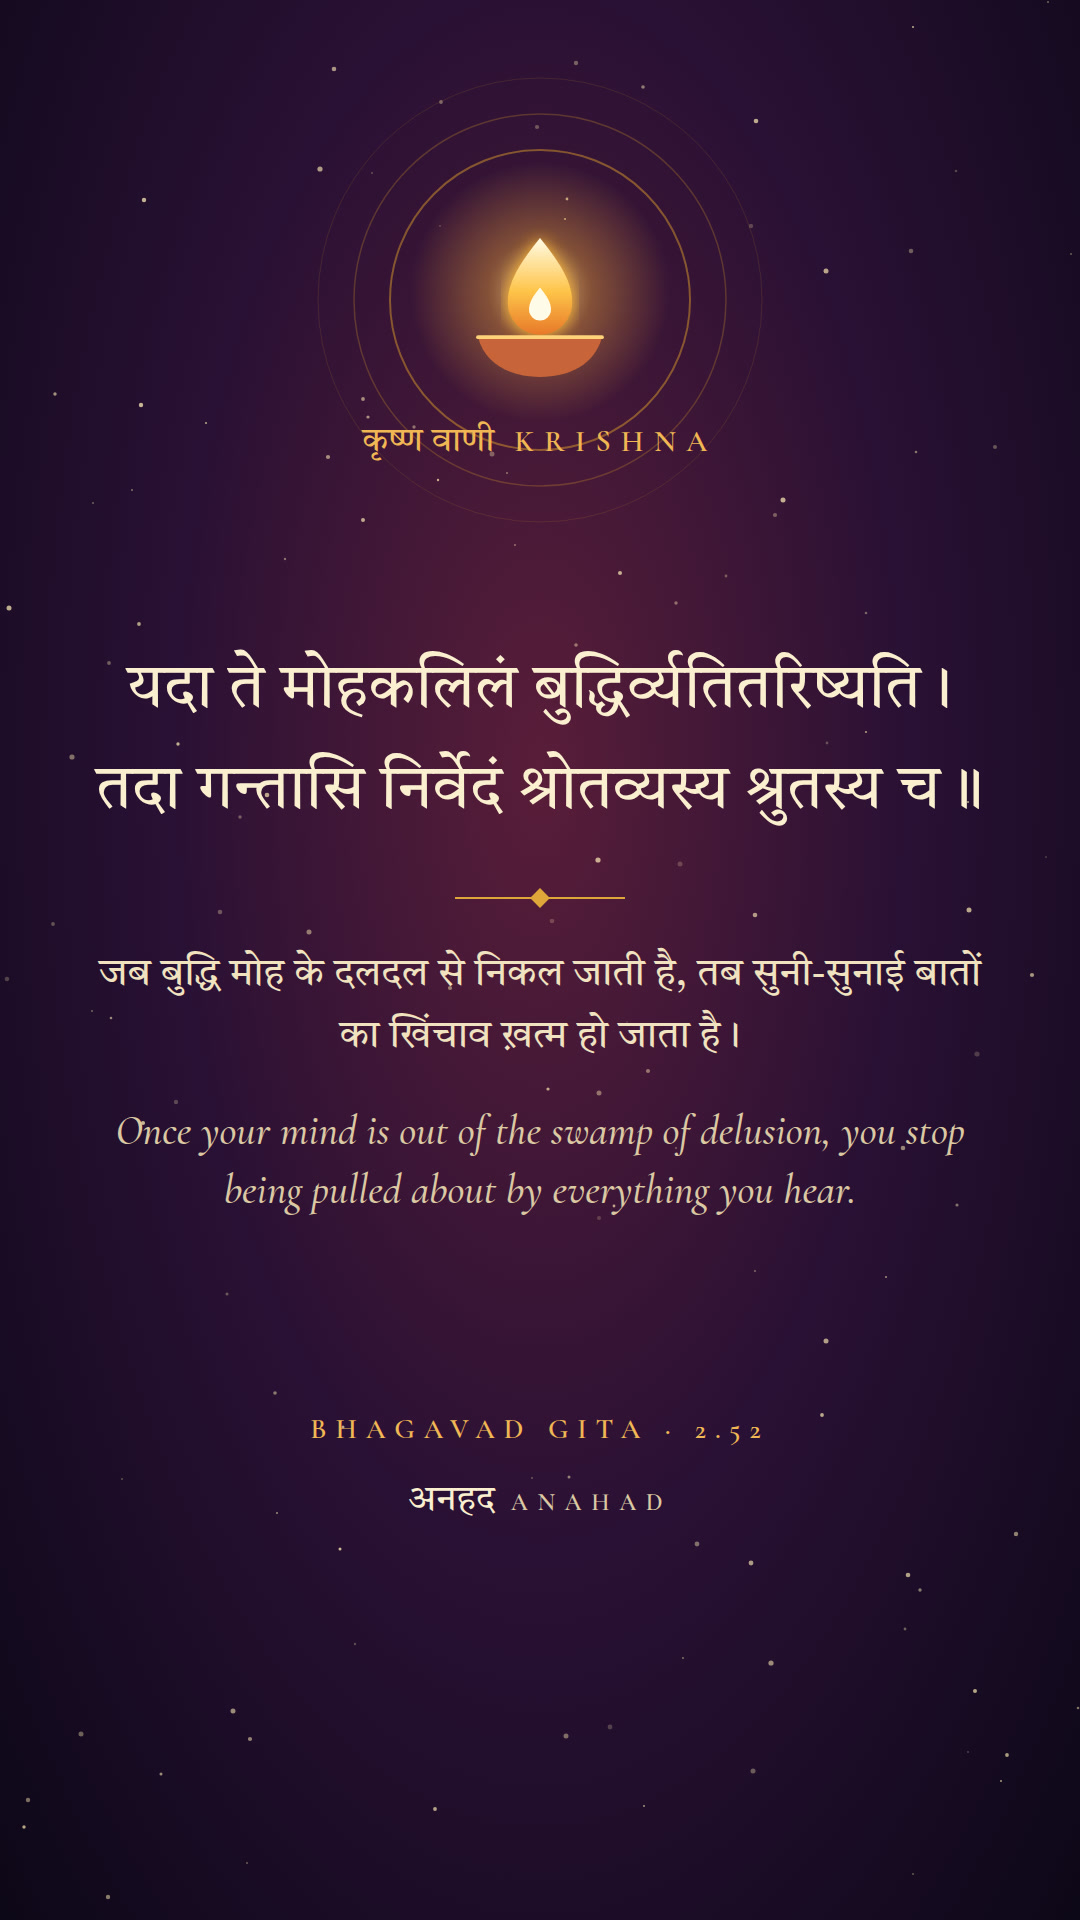 कृष्ण वाणी KRISHNA
यदा ते मोहकलिलं बुद्धिर्व्यतितरिष्यति।
तदा गन्तासि निर्वेदं श्रोतव्यस्य श्रुतस्य च॥
जब बुद्धि मोह के दलदल से निकल जाती है, तब सुनी-सुनाई बातों
का खिंचाव ख़त्म हो जाता है।
Once your mind is out of the swamp of delusion, you stop
being pulled about by everything you hear.
BHAGAVAD GITA · 2.52
अनहद ANAHAD